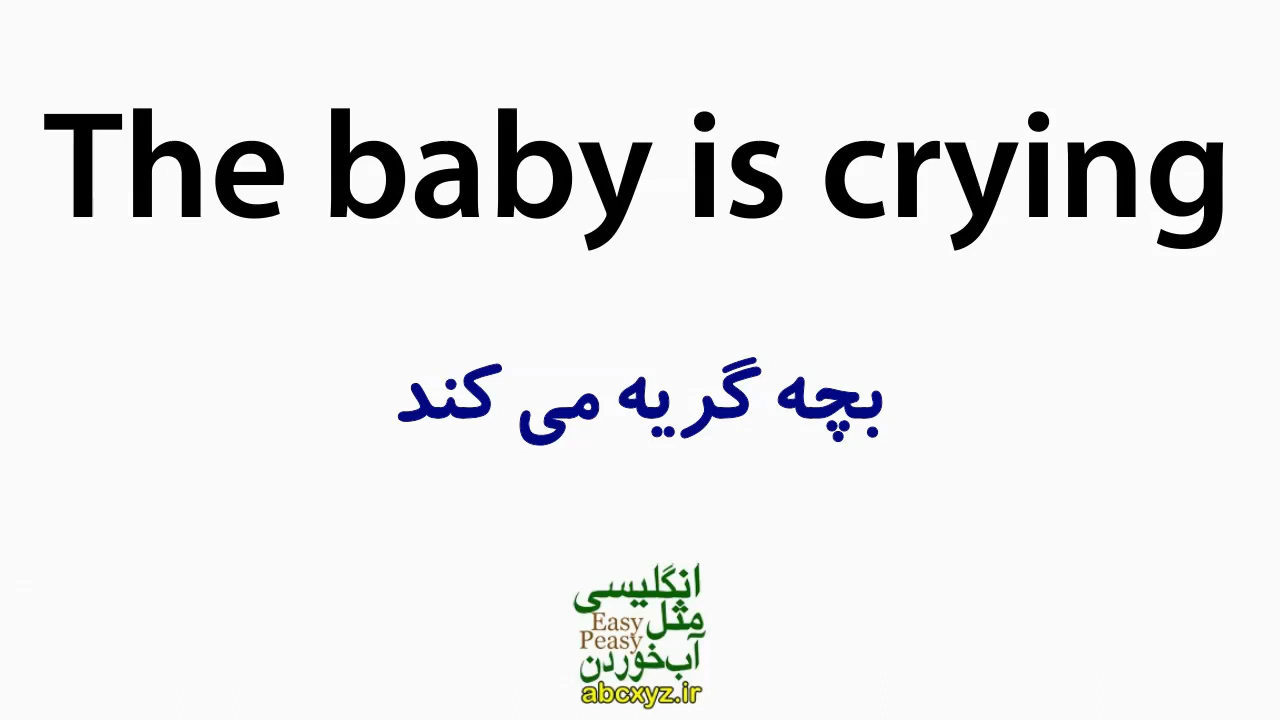 The baby is crying
بچه گریه می کند
انگلیسی
مثل
Easy
Peasy
آب‌خوردن
abcxyz.ir